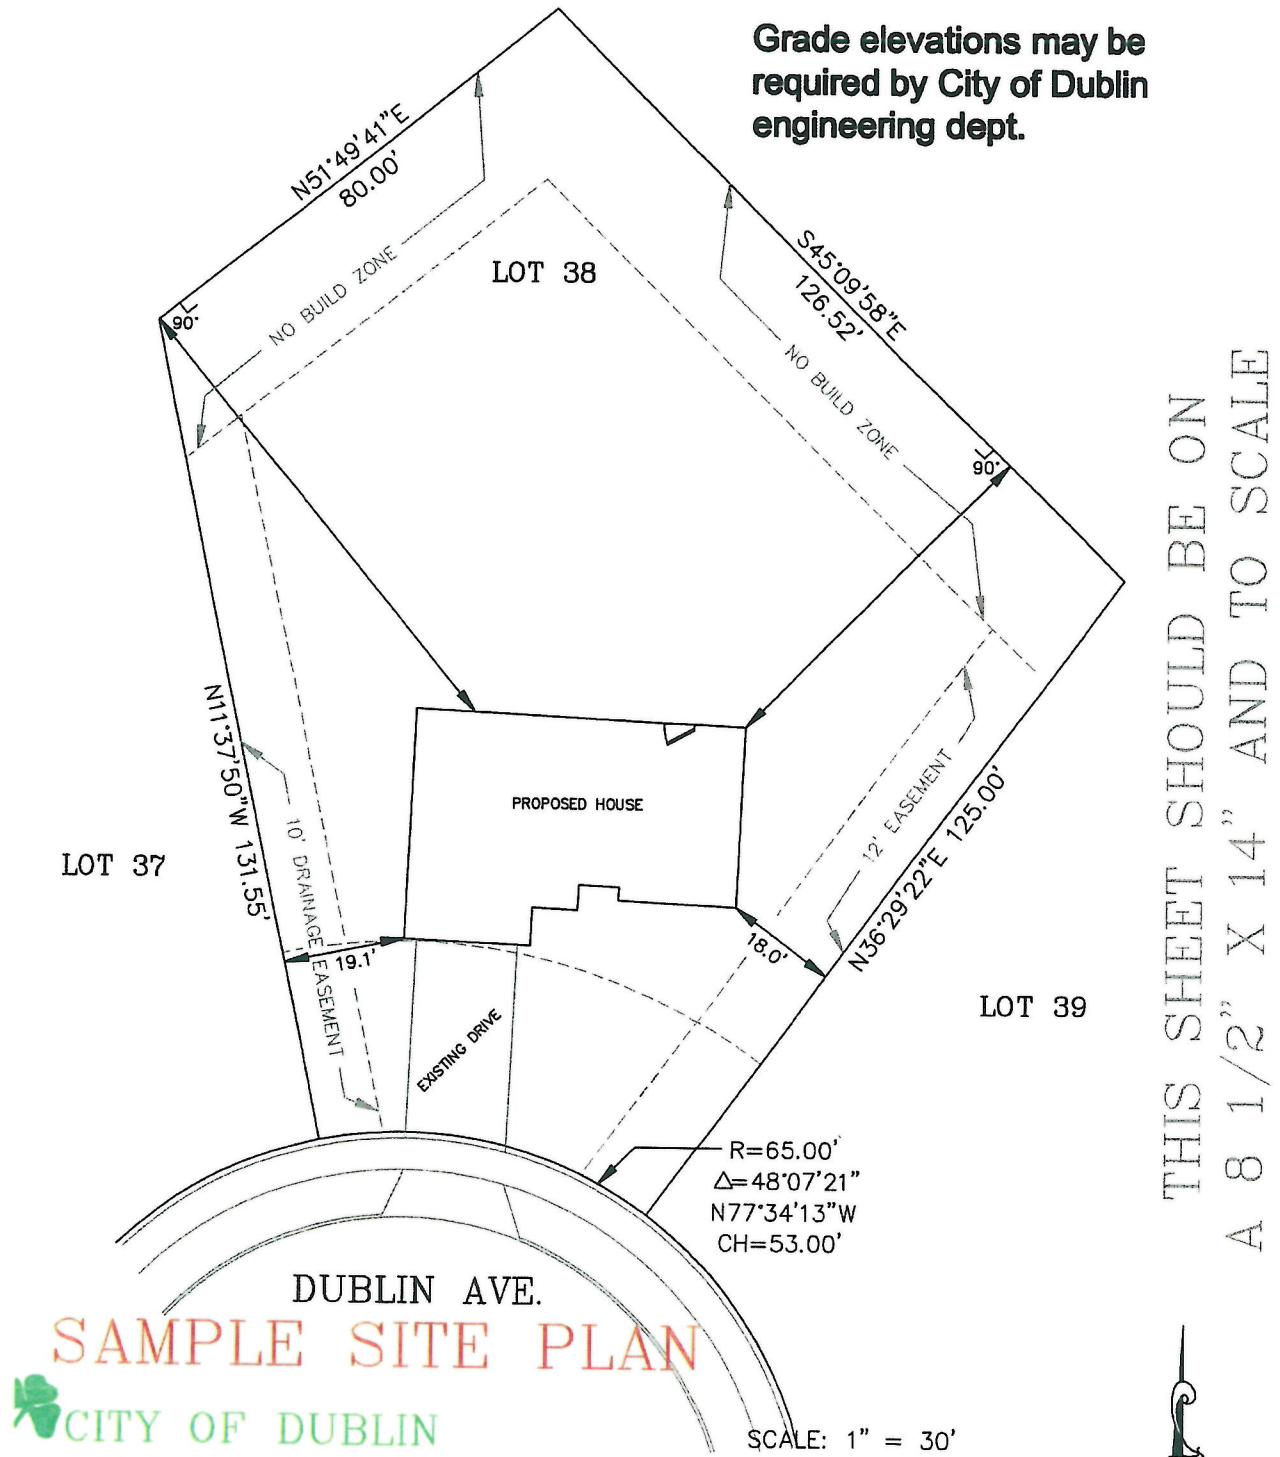 Grade elevations may be
required by City of Dublin
engineering dept.
N51°49'41"E
80.00'
NO BUILD ZONE
LOT 38
S45°09'58"E
126.52'
NO BUILD ZONE
90°
90°
THIS SHEET SHOULD BE ON
A 8 1/2" X 14" AND TO SCALE
N11°37'50"W 131.55'
10' DRAINAGE EASEMENT
LOT 37
PROPOSED HOUSE
12' EASEMENT
N36°29'22"E 125.00'
19.1'
18.0'
LOT 39
EXISTING DRIVE
R=65.00'
Δ=48°07'21"
N77°34'13"W
CH=53.00'
DUBLIN AVE.
SAMPLE SITE PLAN
CITY OF DUBLIN
SCALE: 1" = 30'